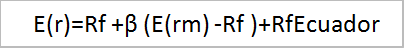 E(r)=Rf +β (E(rm) -Rf )+RfEcuador